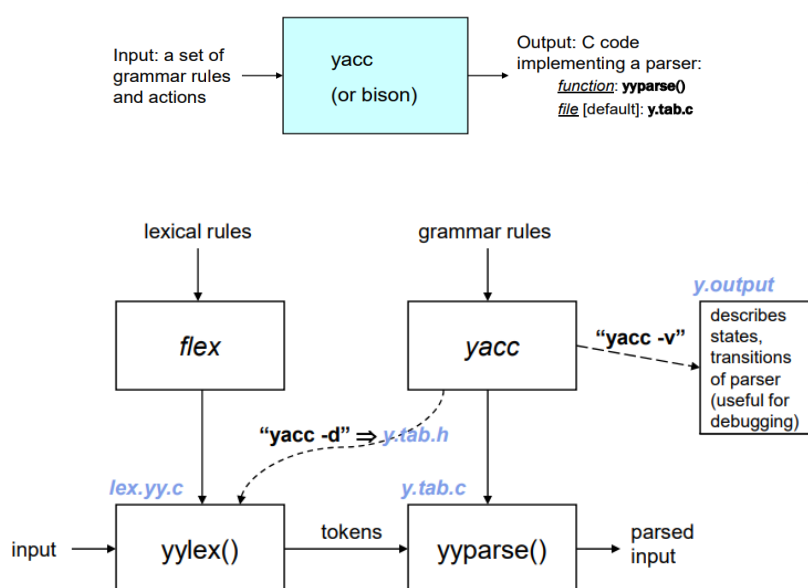 Input: a set of
grammar rules
and actions
yacc
(or bison)
Output: C code
implementing a parser:
function: yyparse()
file [default]: y.tab.c
lexical rules
grammar rules
y.output
flex
yacc
"yacc -v"
describes
states,
transitions
of parser
(useful for
debugging)
"yacc -d" ⇒ y.tab.h
lex.yy.c
y.tab.c
input
yylex()
tokens
yyparse()
parsed
input